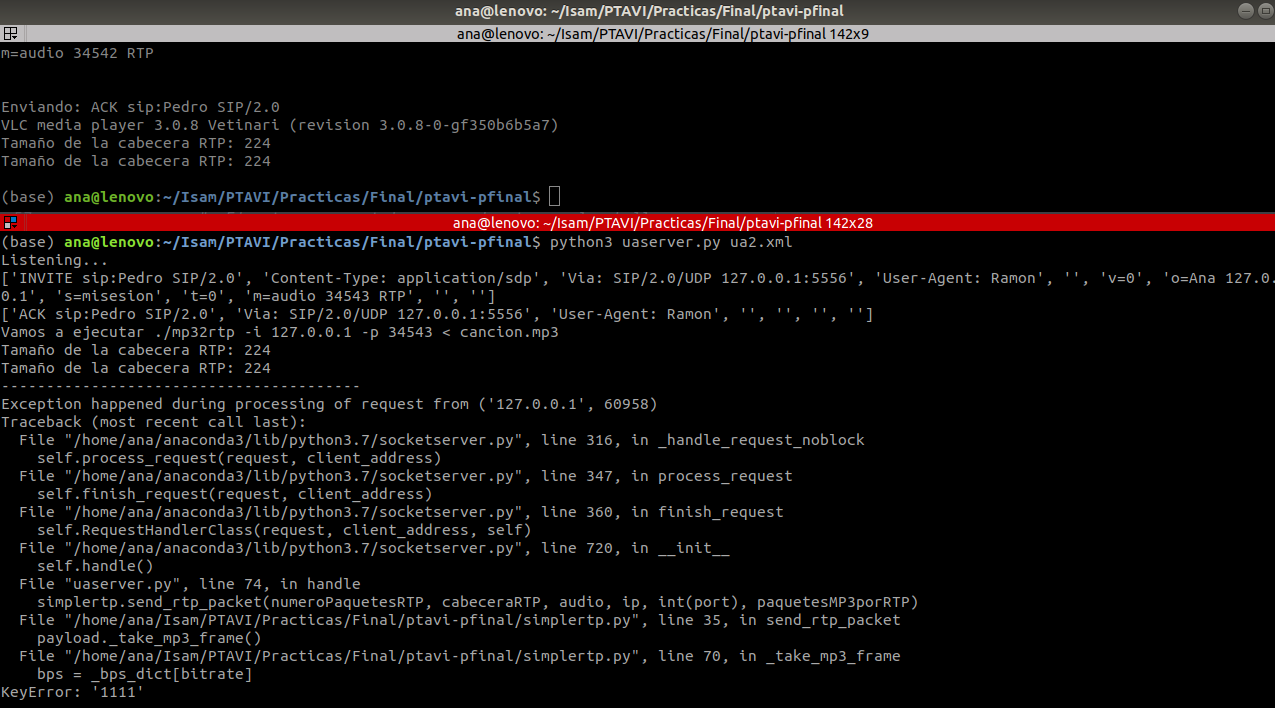 ana@lenovo: ~/Isam/PTAVI/Practicas/Final/ptavi-pfinal
ana@lenovo: ~/Isam/PTAVI/Practicas/Final/ptavi-pfinal 142x9
m=audio 34542 RTP
Enviando: ACK sip:Pedro SIP/2.0
VLC media player 3.0.8 Vetinari (revision 3.0.8-0-gf350b6b5a7)
Tamaño de la cabecera RTP: 224
Tamaño de la cabecera RTP: 224
(base) ana@lenovo:~/Isam/PTAVI/Practicas/Final/ptavi-pfinal$
ana@lenovo: ~/Isam/PTAVI/Practicas/Final/ptavi-pfinal 142x28
(base) ana@lenovo:~/Isam/PTAVI/Practicas/Final/ptavi-pfinal$ python3 uaserver.py ua2.xml
Listening...
['INVITE sip:Pedro SIP/2.0', 'Content-Type: application/sdp', 'Via: SIP/2.0/UDP 127.0.0.1:5556', 'User-Agent: Ramon', '', 'v=0', 'o=Ana 127.0.
0.1', 's=misesion', 't=0', 'm=audio 34543 RTP', '', '']
['ACK sip:Pedro SIP/2.0', 'Via: SIP/2.0/UDP 127.0.0.1:5556', 'User-Agent: Ramon', '', '', '', '']
Vamos a ejecutar ./mp32rtp -i 127.0.0.1 -p 34543 < cancion.mp3
Tamaño de la cabecera RTP: 224
Tamaño de la cabecera RTP: 224
----------------------------------------
Exception happened during processing of request from ('127.0.0.1', 60958)
Traceback (most recent call last):
  File "/home/ana/anaconda3/lib/python3.7/socketserver.py", line 316, in _handle_request_noblock
    self.process_request(request, client_address)
  File "/home/ana/anaconda3/lib/python3.7/socketserver.py", line 347, in process_request
    self.finish_request(request, client_address)
  File "/home/ana/anaconda3/lib/python3.7/socketserver.py", line 360, in finish_request
    self.RequestHandlerClass(request, client_address, self)
  File "/home/ana/anaconda3/lib/python3.7/socketserver.py", line 720, in __init__
    self.handle()
  File "uaserver.py", line 74, in handle
    simplertp.send_rtp_packet(numeroPaquetesRTP, cabeceraRTP, audio, ip, int(port), paquetesMP3porRTP)
  File "/home/ana/Isam/PTAVI/Practicas/Final/ptavi-pfinal/simplertp.py", line 35, in send_rtp_packet
    payload._take_mp3_frame()
  File "/home/ana/Isam/PTAVI/Practicas/Final/ptavi-pfinal/simplertp.py", line 70, in _take_mp3_frame
    bps = _bps_dict[bitrate]
KeyError: '1111'